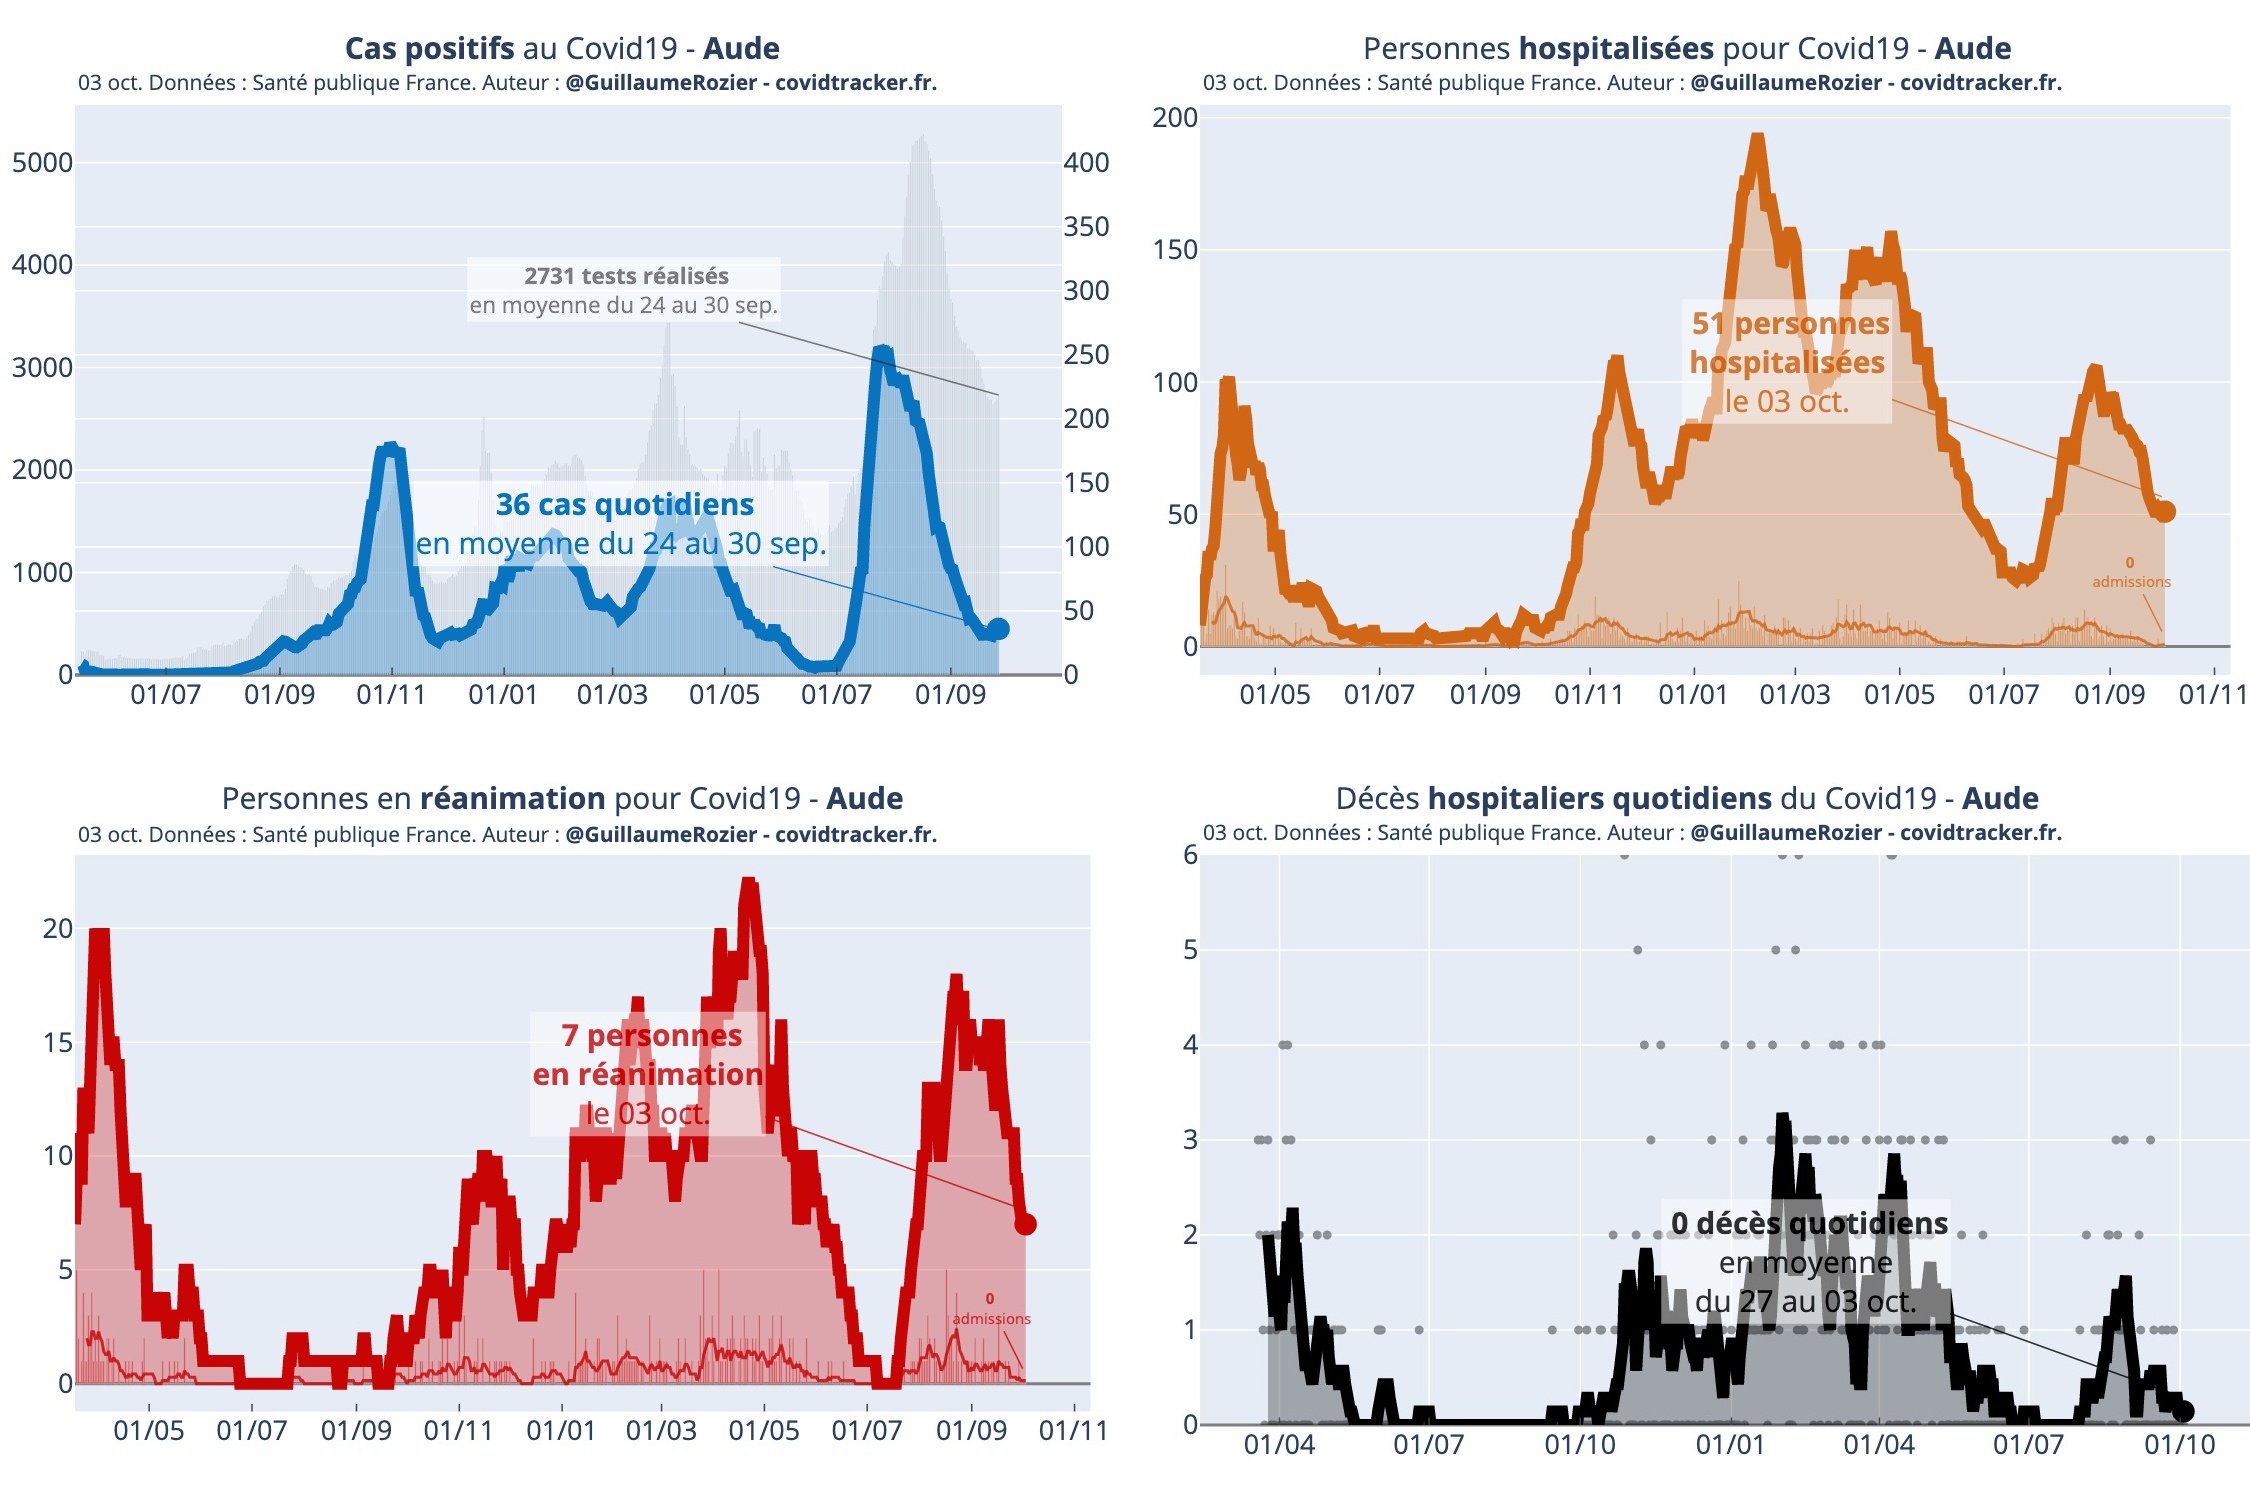 Cas positifs au Covid19 - Aude
03 oct. Données : Santé publique France. Auteur : @GuillaumeRozier - covidtracker.fr.
5000
4000
3000
2000
1000
0
400
350
300
250
200
150
100
50
0
2731 tests réalisés
en moyenne du 24 au 30 sep.
36 cas quotidiens
en moyenne du 24 au 30 sep.
01/07 01/09 01/11 01/01 01/03 01/05 01/07 01/09
Personnes hospitalisées pour Covid19 - Aude
03 oct. Données : Santé publique France. Auteur : @GuillaumeRozier - covidtracker.fr.
200
150
100
50
0
51 personnes
hospitalisées
le 03 oct.
0
admissions
01/05 01/07 01/09 01/11 01/01 01/03 01/05 01/07 01/09 01/11
Personnes en réanimation pour Covid19 - Aude
03 oct. Données : Santé publique France. Auteur : @GuillaumeRozier - covidtracker.fr.
20
15
10
5
0
7 personnes
en réanimation
le 03 oct.
0
admissions
01/05 01/07 01/09 01/11 01/01 01/03 01/05 01/07 01/09 01/11
Décès hospitaliers quotidiens du Covid19 - Aude
03 oct. Données : Santé publique France. Auteur : @GuillaumeRozier - covidtracker.fr.
6
5
4
3
2
1
0
0 décès quotidiens
en moyenne
du 27 au 03 oct.
01/04 01/07 01/10 01/01 01/04 01/07 01/10